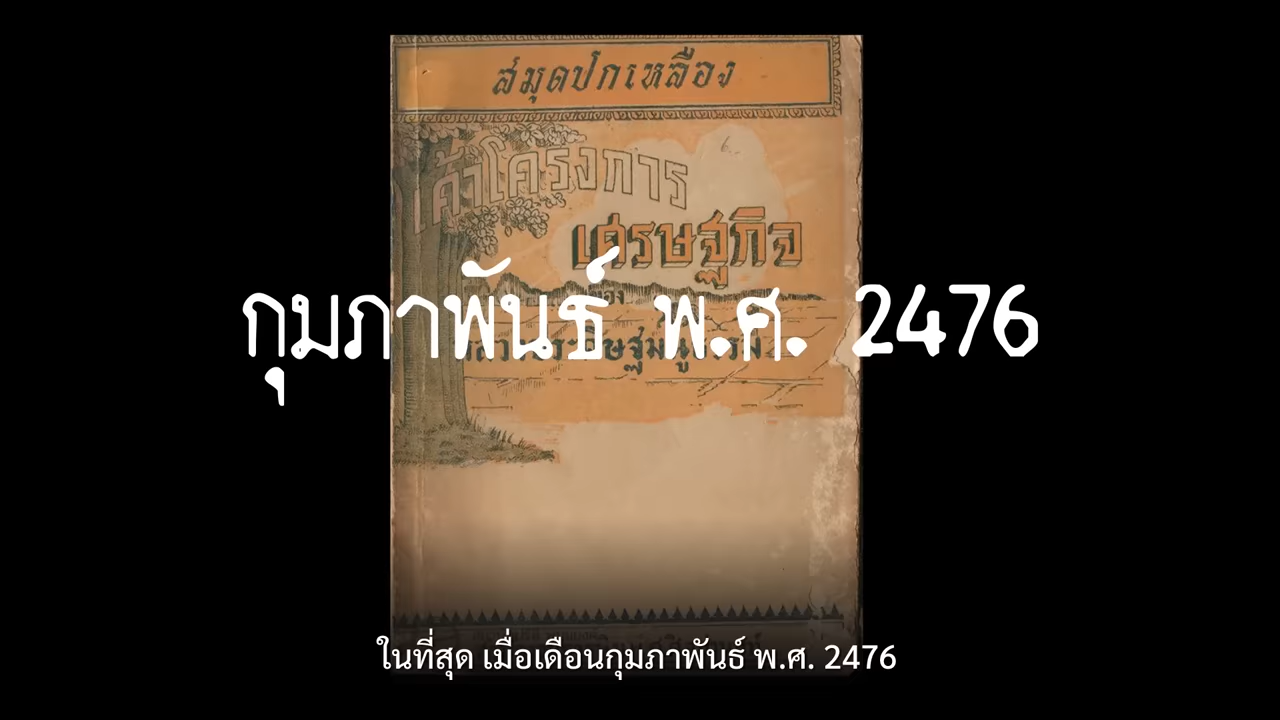 สมุดปกเหลือง
เค้าโครงการ
เศรษฐกิจ
กุมภาพันธ์ พ.ศ. 2476
ในที่สุด เมื่อเดือนกุมภาพันธ์ พ.ศ. 2476